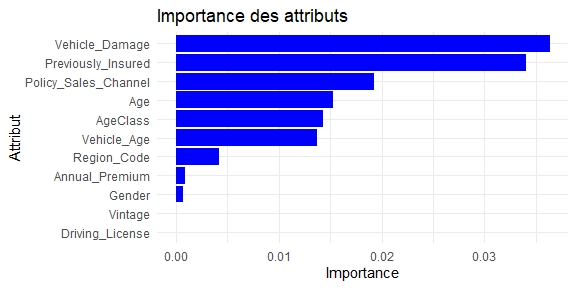 Importance des attributs
Attribut
Vehicle_Damage
Previously_Insured
Policy_Sales_Channel
Age
AgeClass
Vehicle_Age
Region_Code
Annual_Premium
Gender
Vintage
Driving_License
0.00 0.01 0.02 0.03
Importance